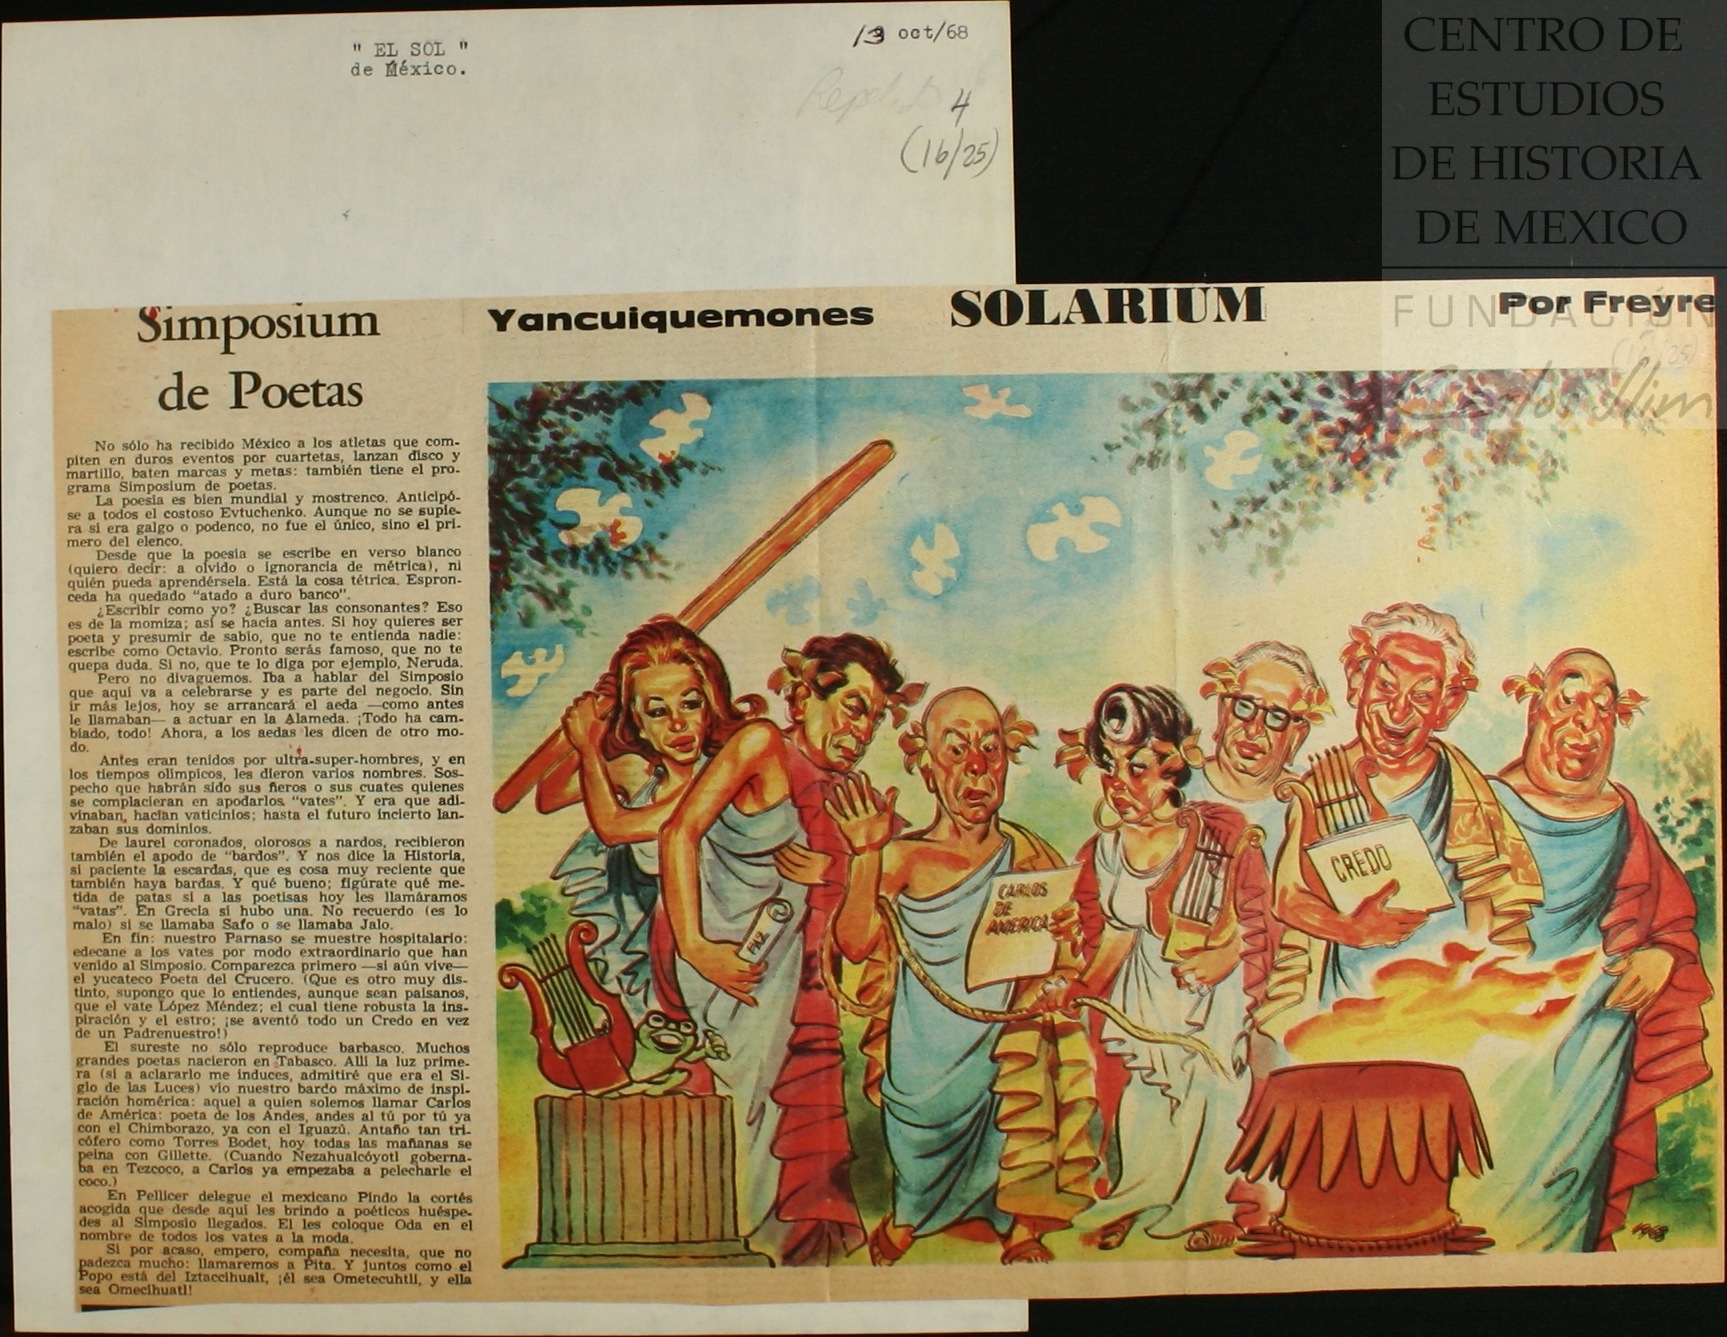 " EL SOL "
de México.
13 oct/68
4
(16/25)
CENTRO DE
ESTUDIOS
DE HISTORIA
DE MEXICO
FUNDACIÓN
Carlos Slim
Simposium
de Poetas
No sólo ha recibido México a los atletas que com-
piten en duros eventos por cuartetas, lanzan disco y
martillo, baten marcas y metas: también tiene el pro-
grama Simposium de poetas.
La poesía es bien mundial y mostrenco. Anticipó-
se a todos el costoso Evtuchenko. Aunque no se supie-
ra si era galgo o podenco, no fue el único, sino el pri-
mero del elenco.
Desde que la poesía se escribe en verso blanco
(quiero decir: a olvido o ignorancia de métrica), ni
quién pueda aprendérsela. Está la cosa tétrica. Espron-
ceda ha quedado "atado a duro banco".
¿Escribir como yo? ¿Buscar las consonantes? Eso
es de la momiza; así se hacía antes. Si hoy quieres ser
poeta y presumir de sabio, que no te entienda nadie:
escribe como Octavio. Pronto serás famoso, que no te
quepa duda. Si no, que te lo diga por ejemplo, Neruda.
Pero no divaguemos. Iba a hablar del Simposio
que aquí va a celebrarse y es parte del negocio. Sin
ir más lejos, hoy se arrancará el aeda —como antes
le llamaban— a actuar en la Alameda. ¡Todo ha cam-
biado, todo! Ahora, a los aedas les dicen de otro mo-
do.
Antes eran tenidos por ultra-super-hombres, y en
los tiempos olímpicos, les dieron varios nombres. Sos-
pecho que habrán sido sus ñeros o sus cuates quienes
se complacieran en apodarlos "vates". Y era que adi-
vinaban, hacían vaticinios; hasta el futuro incierto lan-
zaban sus dominios.
De laurel coronados, olorosos a nardos, recibieron
también el apodo de "bardos". Y nos dice la Historia,
si paciente la escardas, que es cosa muy reciente que
también haya bardas. Y qué bueno; figúrate qué me-
tida de patas si a las poetisas hoy les llamáramos
"vatas". En Grecia sí hubo una. No recuerdo (es lo
malo) si se llamaba Safo o se llamaba Jalo.
En fin: nuestro Parnaso se muestre hospitalario:
edecane a los vates por modo extraordinario que han
venido al Simposio. Comparezca primero —si aún vive—
el yucateco Poeta del Crucero. (Que es otro muy dis-
tinto, supongo que lo entiendes, aunque sean paisanos,
que el vate López Méndez; el cual tiene robusta la ins-
piración y el estro; ¡se aventó todo un Credo en vez
de un Padrenuestro!)
El sureste no sólo reproduce barbasco. Muchos
grandes poetas nacieron en Tabasco. Allí la luz prime-
ra (si a aclararlo me induces, admitiré que era el Si-
glo de las Luces) vio nuestro bardo máximo de inspi-
ración homérica: aquel a quien solemos llamar Carlos
de América: poeta de los Andes, andes al tú por tú ya
con el Chimborazo, ya con el Iguazú. Antaño tan tri-
cófero como Torres Bodet, hoy todas las mañanas se
peina con Gillette. (Cuando Nezahualcóyotl goberna-
ba en Tezcoco, a Carlos ya empezaba a pelecharle el
coco.)
En Pellicer delegue el mexicano Pindo la cortés
acogida que desde aquí les brindo a poéticos huéspe-
des al Simposio llegados. El les coloque Oda en el
nombre de todos los vates a la moda.
Si por acaso, empero, compaña necesita, que no
padezca mucho: llamaremos a Pita. Y juntos como el
Popo está del Iztaccíhualt, ¡él sea Ometecuhtli, y ella
sea Omecihuatl!
Yancuiquemones
SOLARIUM
Por Freyre
PAZ
CARLOS
DE
AMERICA
CREDO
1968